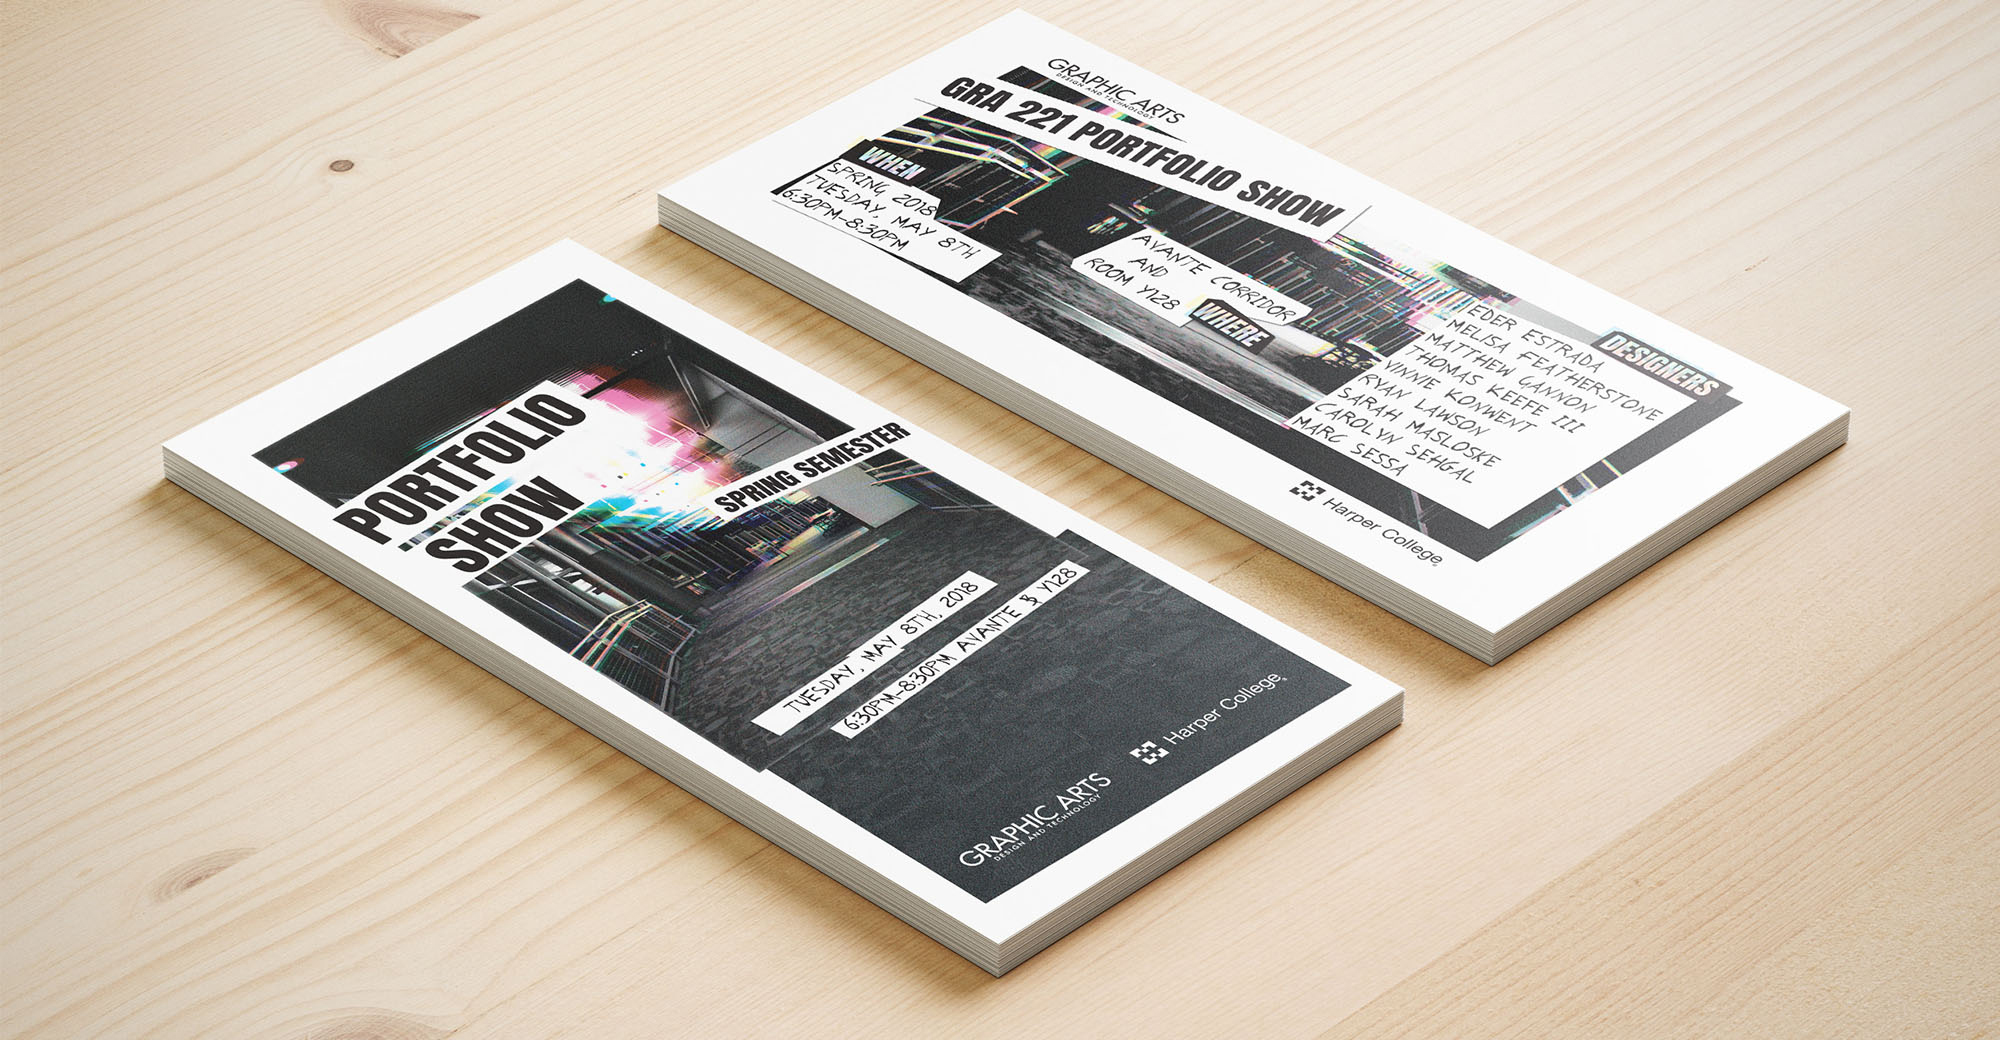 PORTFOLIO
SHOW
SPRING SEMESTER
TUESDAY, MAY 8TH, 2018
6:30PM-8:30PM AVANTE & Y128
GRAPHIC ARTS
DESIGN AND TECHNOLOGY
Harper College
GRAPHIC ARTS
DESIGN AND TECHNOLOGY
GRA 221 PORTFOLIO SHOW
WHEN
SPRING 2018
TUESDAY, MAY 8TH
6:30PM-8:30PM
AVANTE CORRIDOR
AND
ROOM Y128
WHERE
DESIGNERS
EDER ESTRADA
MELISA FEATHERSTONE
MATTHEW GANNON
THOMAS KEEFE III
VINNIE KONWENT
RYAN LAWSON
SARAH MASLOSKE
CAROLYN SEHGAL
MARC SESSA
Harper College